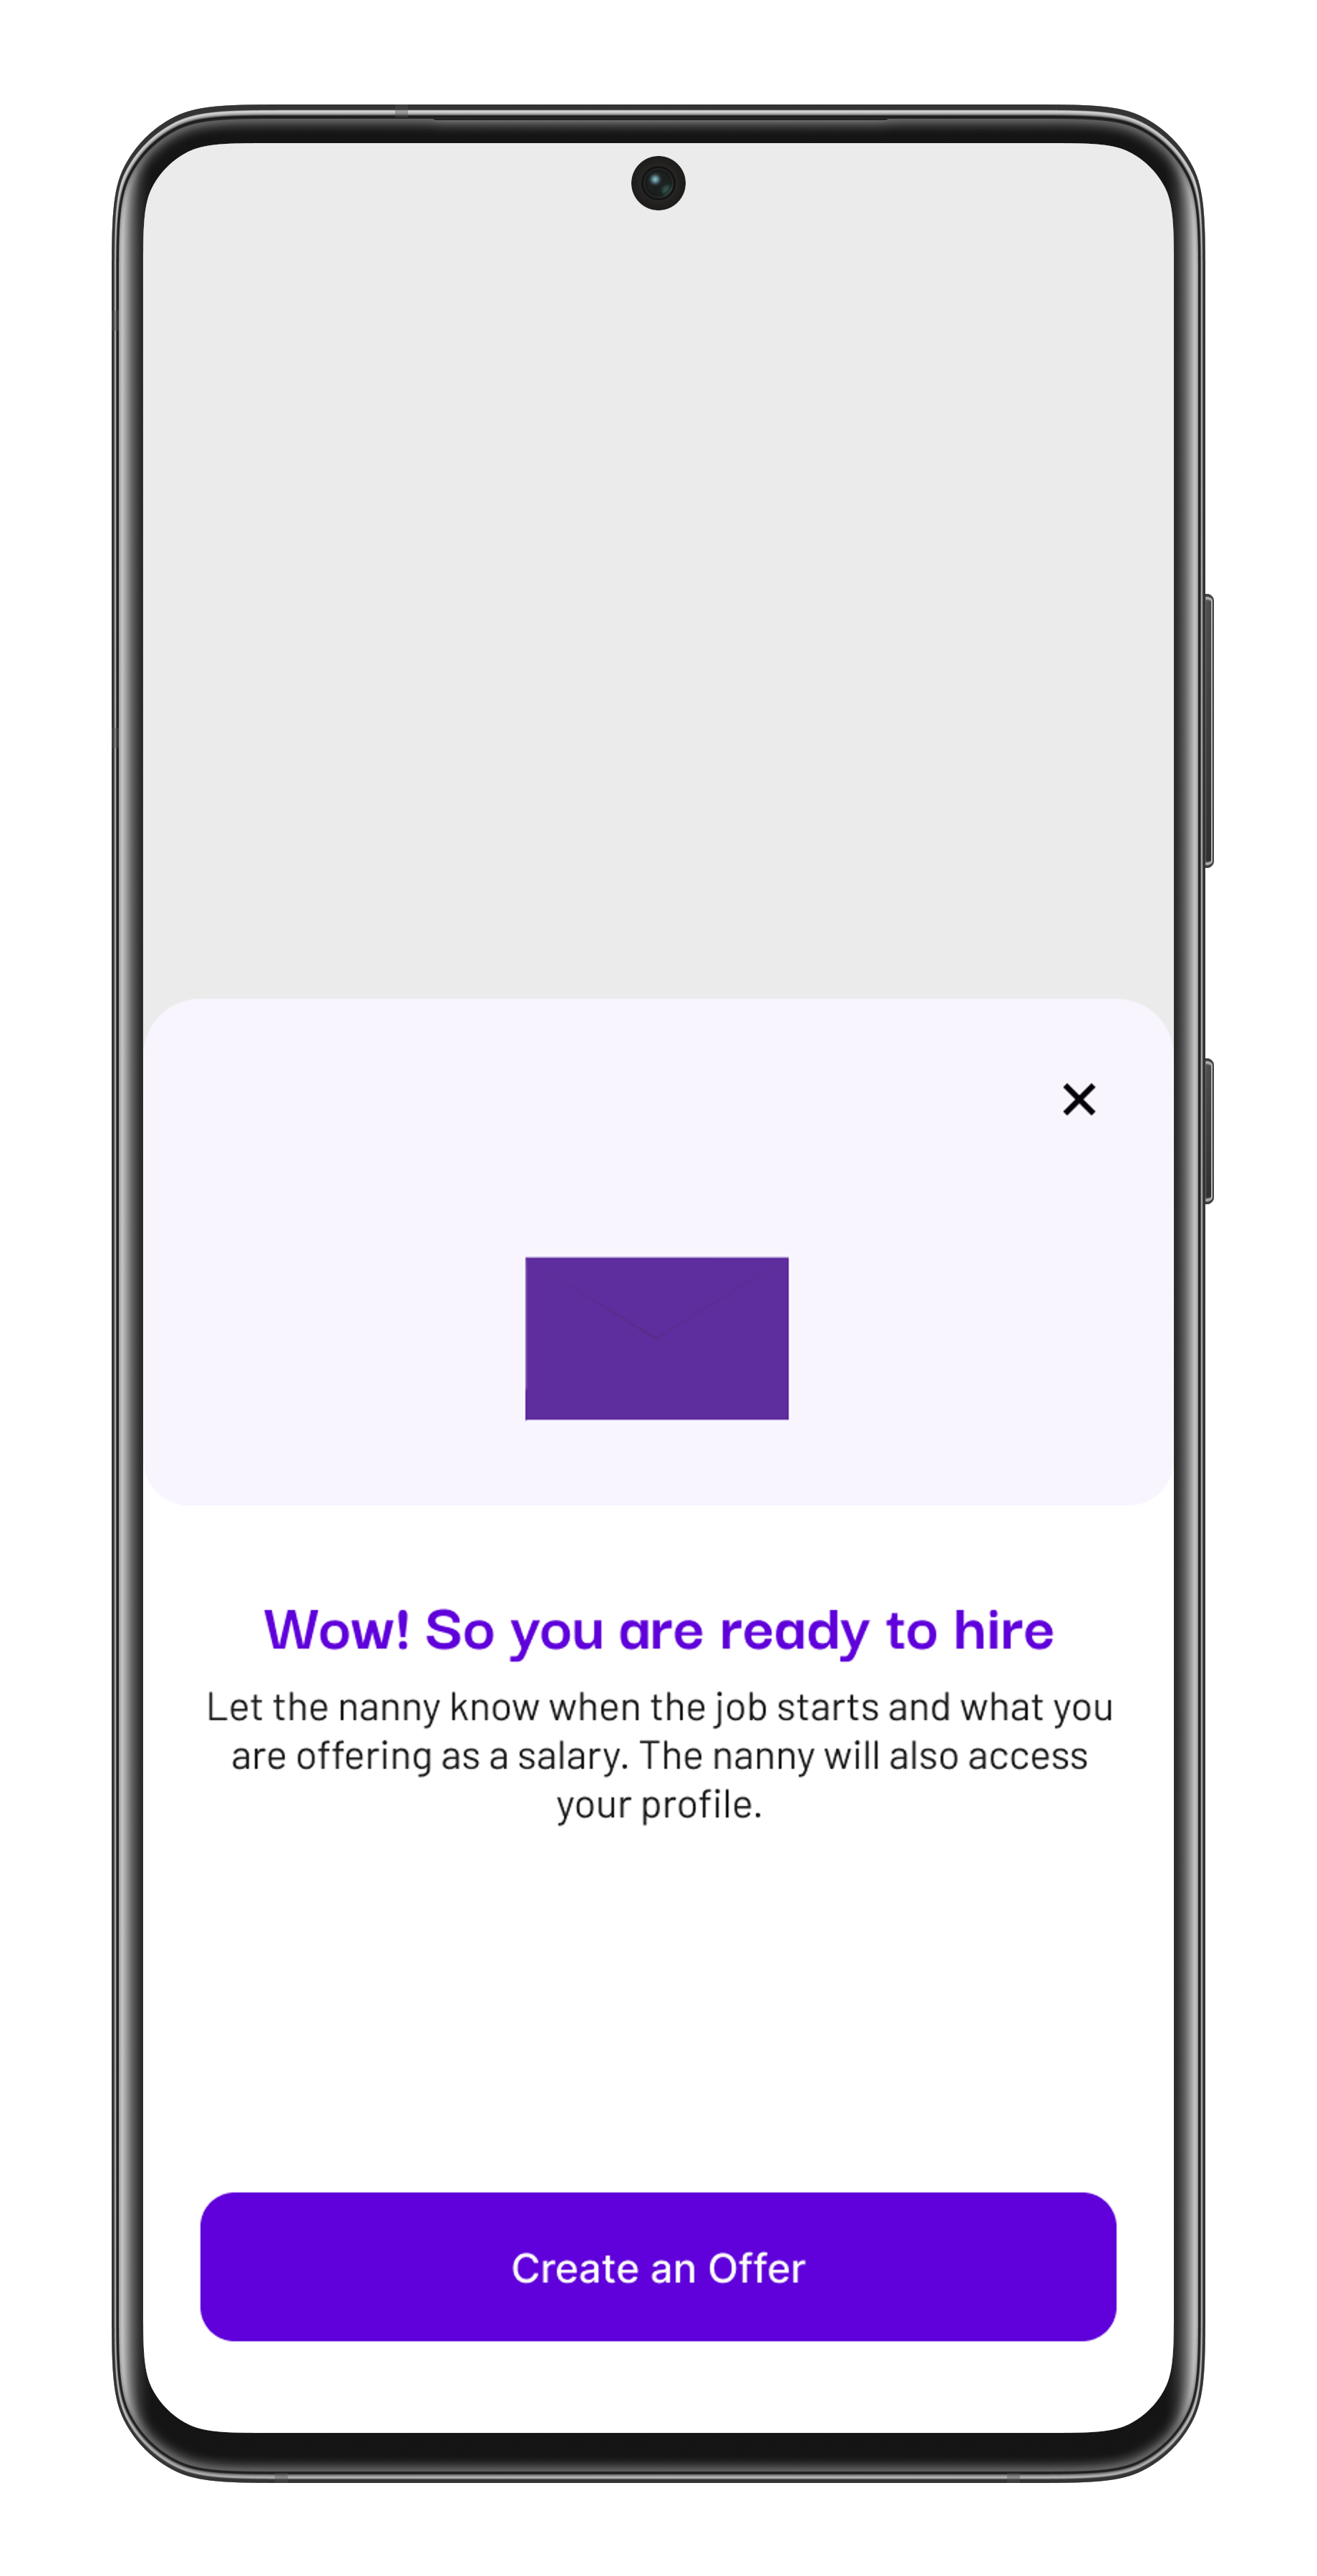 Wow! So you are ready to hire
Let the nanny know when the job starts and what you
are offering as a salary. The nanny will also access
your profile.
Create an Offer